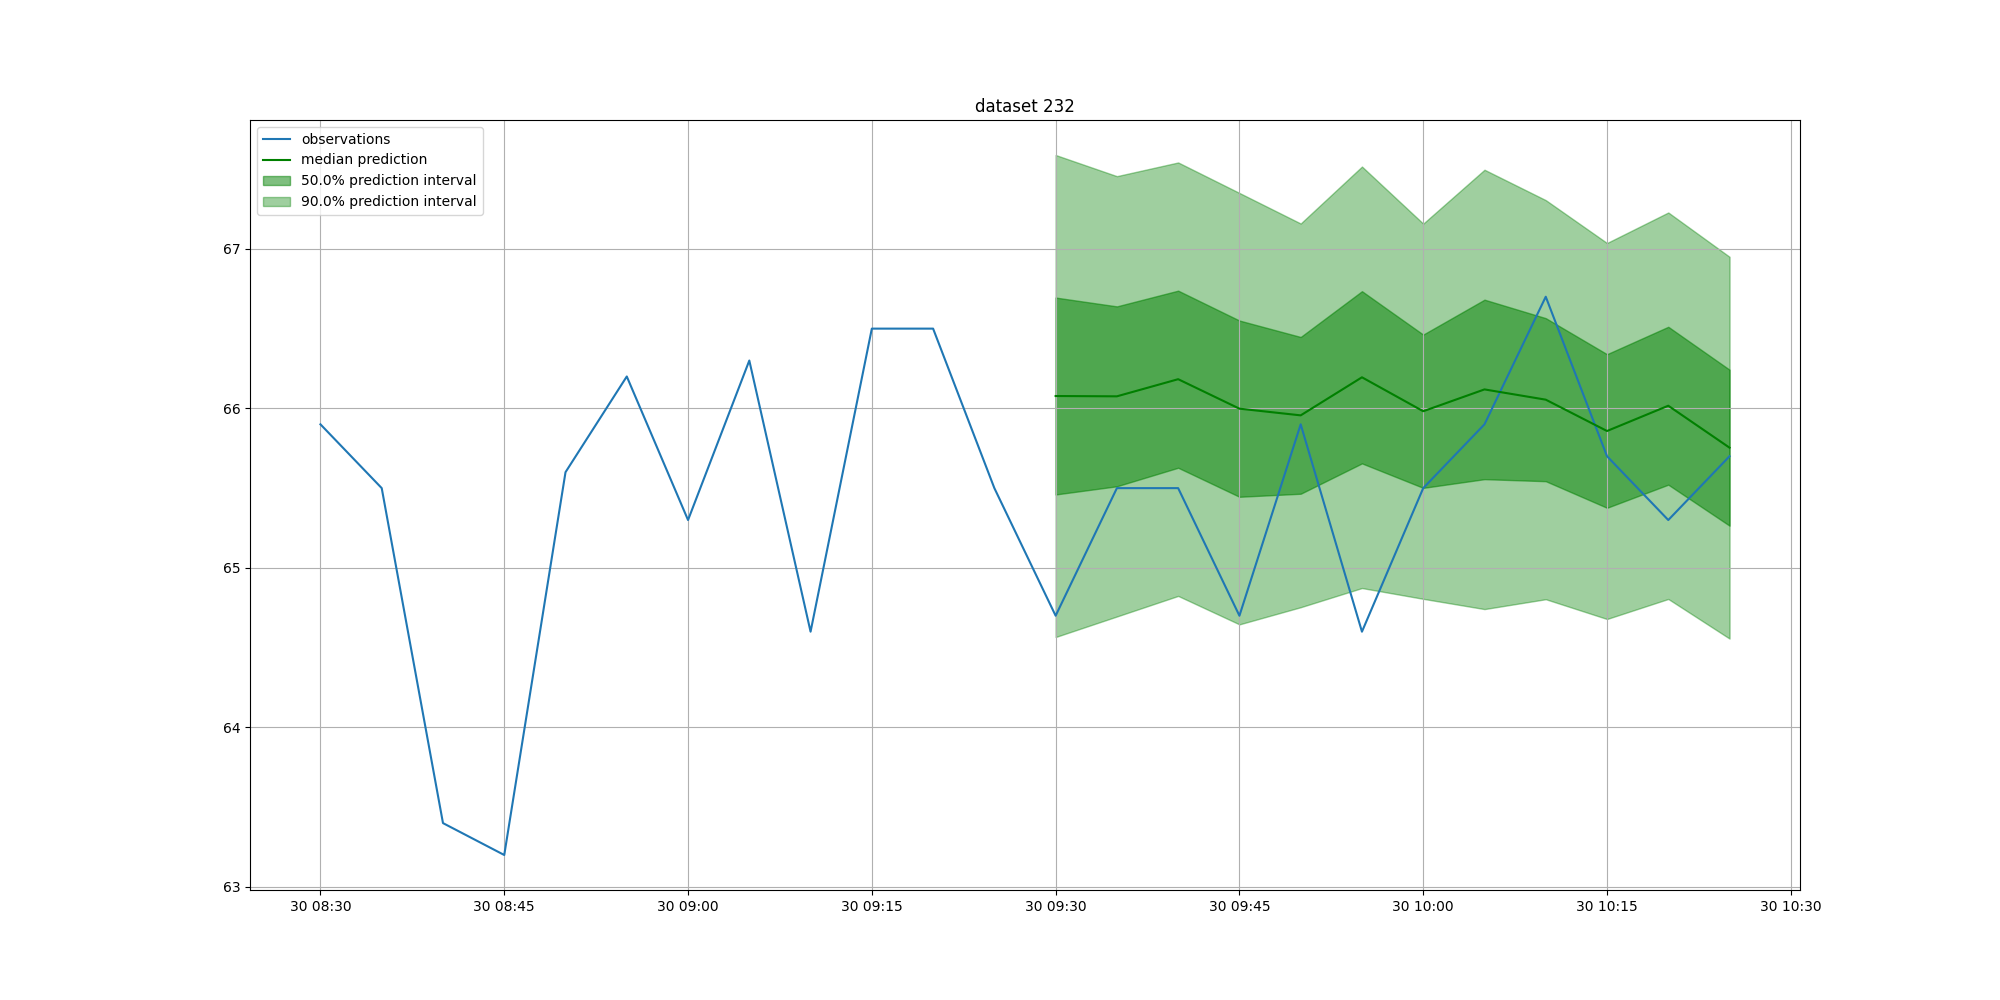 dataset 232
observations
median prediction
50.0% prediction interval
90.0% prediction interval
67
66
65
64
63
30 08:30
30 08:45
30 09:00
30 09:15
30 09:30
30 09:45
30 10:00
30 10:15
30 10:30